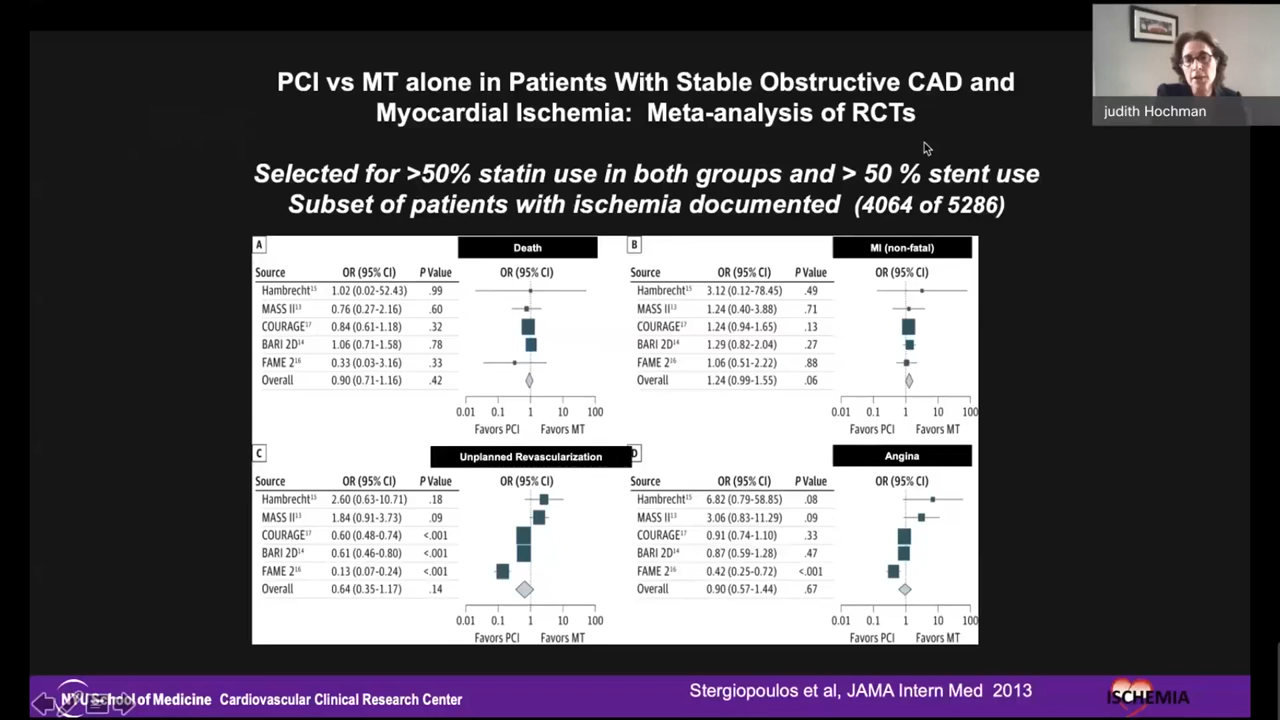 judith Hochman
PCI vs MT alone in Patients With Stable Obstructive CAD and
Myocardial Ischemia: Meta-analysis of RCTs
Selected for >50% statin use in both groups and > 50 % stent use
Subset of patients with ischemia documented (4064 of 5286)
A
Death
Source OR (95% CI) P Value OR (95% CI)
Hambrecht¹⁵ 1.02 (0.02-52.43) .99
MASS II¹³ 0.76 (0.27-2.16) .60
COURAGE¹⁷ 0.84 (0.61-1.18) .32
BARI 2D¹⁴ 1.06 (0.71-1.58) .78
FAME 2¹⁶ 0.33 (0.03-3.16) .33
Overall 0.90 (0.71-1.16) .42
0.01 0.1 1 10 100
Favors PCI Favors MT
B
MI (non-fatal)
Source OR (95% CI) P Value OR (95% CI)
Hambrecht¹⁵ 3.12 (0.12-78.45) .49
MASS II¹³ 1.24 (0.40-3.88) .71
COURAGE¹⁷ 1.24 (0.94-1.65) .13
BARI 2D¹⁴ 1.29 (0.82-2.04) .27
FAME 2¹⁶ 1.06 (0.51-2.22) .88
Overall 1.24 (0.99-1.55) .06
0.01 0.1 1 10 100
Favors PCI Favors MT
C
Unplanned Revascularization
Source OR (95% CI) P Value OR (95% CI)
Hambrecht¹⁵ 2.60 (0.63-10.71) .18
MASS II¹³ 1.84 (0.91-3.73) .09
COURAGE¹⁷ 0.60 (0.48-0.74) <.001
BARI 2D¹⁴ 0.61 (0.46-0.80) <.001
FAME 2¹⁶ 0.13 (0.07-0.24) <.001
Overall 0.64 (0.35-1.17) .14
0.01 0.1 1 10 100
Favors PCI Favors MT
D
Angina
Source OR (95% CI) P Value OR (95% CI)
Hambrecht¹⁵ 6.82 (0.79-58.85) .08
MASS II¹³ 3.06 (0.83-11.29) .09
COURAGE¹⁷ 0.91 (0.74-1.10) .33
BARI 2D¹⁴ 0.87 (0.59-1.28) .47
FAME 2¹⁶ 0.42 (0.25-0.72) <.001
Overall 0.90 (0.57-1.44) .67
0.01 0.1 1 10 100
Favors PCI Favors MT
NYU School of Medicine Cardiovascular Clinical Research Center
Stergiopoulos et al, JAMA Intern Med 2013
ISCHEMIA